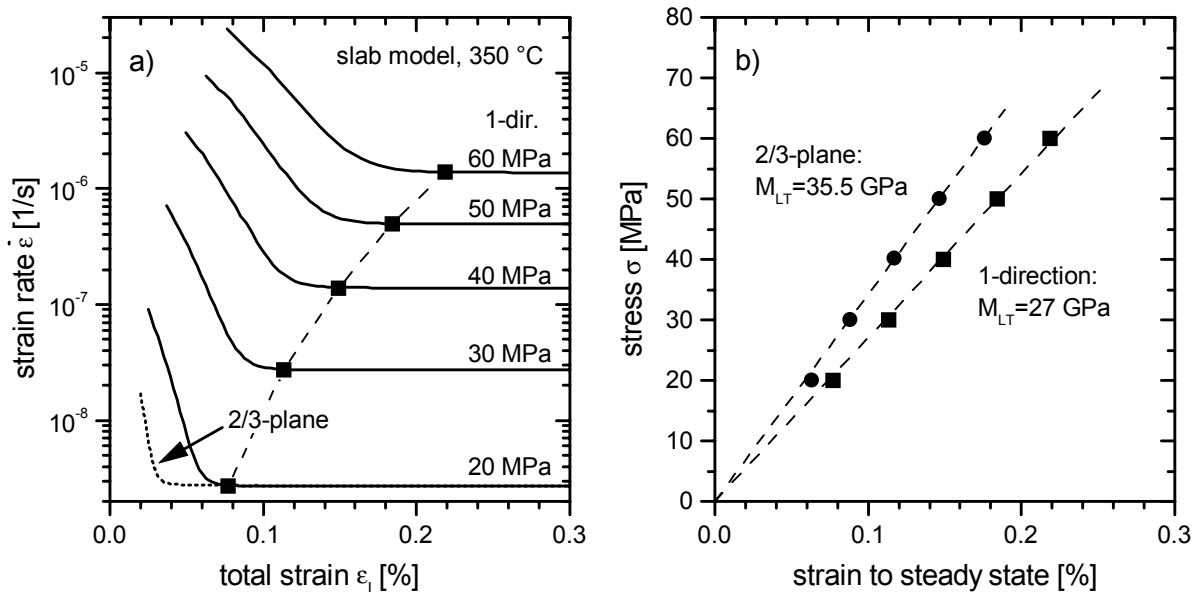 a)
slab model, 350 °C
1-dir.
60 MPa
50 MPa
40 MPa
30 MPa
2/3-plane
20 MPa
10⁻⁵
10⁻⁶
10⁻⁷
10⁻⁸
strain rate ε̇ [1/s]
0.0 0.1 0.2 0.3
total strain εₗ [%]
b)
80
70
60
50
40
30
20
10
0
stress σ [MPa]
2/3-plane:
M_LT=35.5 GPa
1-direction:
M_LT=27 GPa
0.0 0.1 0.2 0.3
strain to steady state [%]